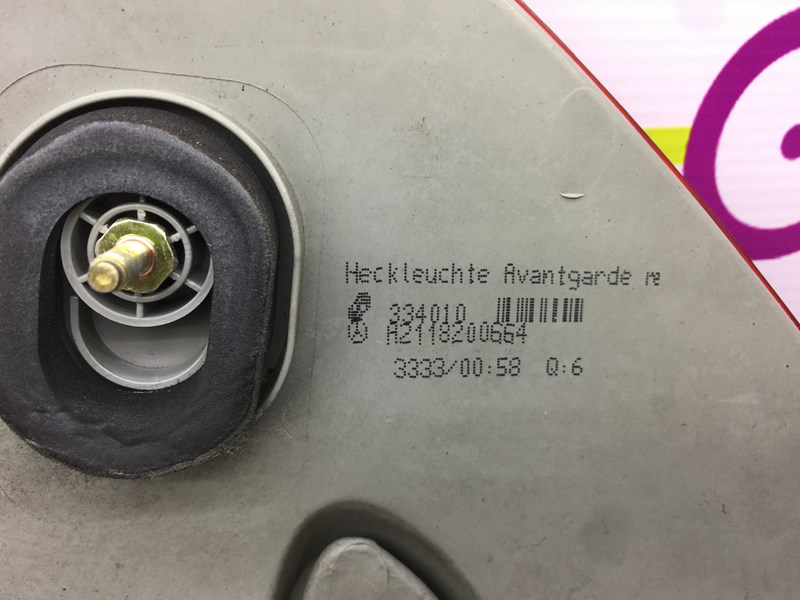 Heckleuchte Avantgarde re
334010
A2118200664
3333/00:58 Q:6